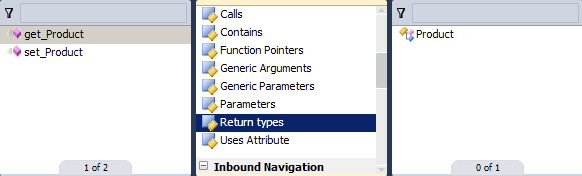 get_Product
set_Product
1 of 2
Calls
Contains
Function Pointers
Generic Arguments
Generic Parameters
Parameters
Return types
Uses Attribute
Inbound Navigation
Product
0 of 1